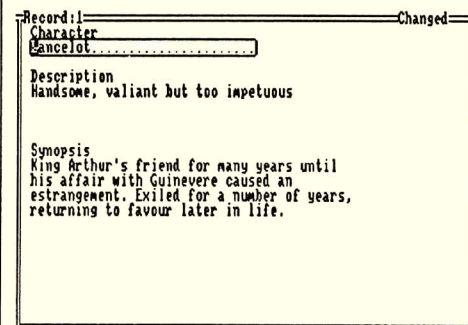 Record:1 Changed
Character
Lancelot.......................
Description
Handsome, valiant but too impetuous
Synopsis
King Arthur's friend for many years until
his affair with Guinevere caused an
estrangement. Exiled for a number of years,
returning to favour later in life.